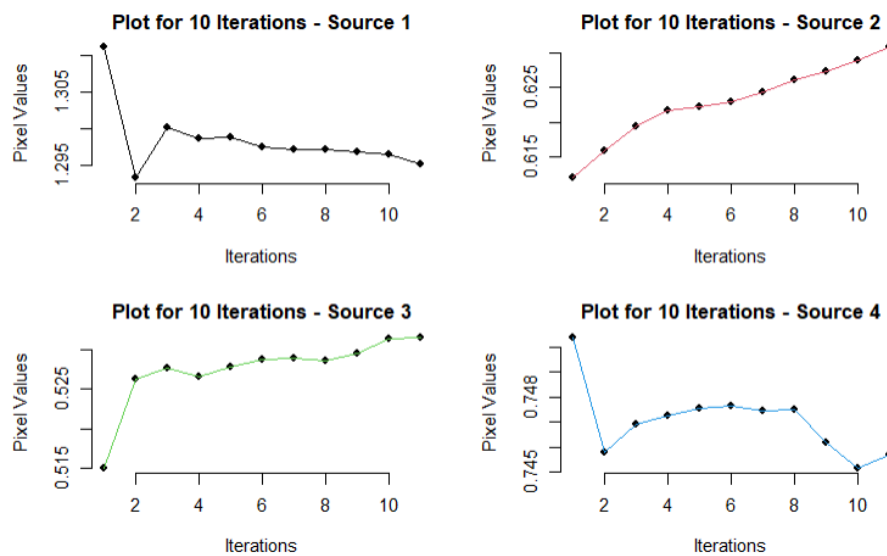 Plot for 10 Iterations - Source 1
Pixel Values
1.305
1.295
2 4 6 8 10
Iterations
Plot for 10 Iterations - Source 2
Pixel Values
0.625
0.615
2 4 6 8 10
Iterations
Plot for 10 Iterations - Source 3
Pixel Values
0.525
0.515
2 4 6 8 10
Iterations
Plot for 10 Iterations - Source 4
Pixel Values
0.748
0.745
2 4 6 8 10
Iterations